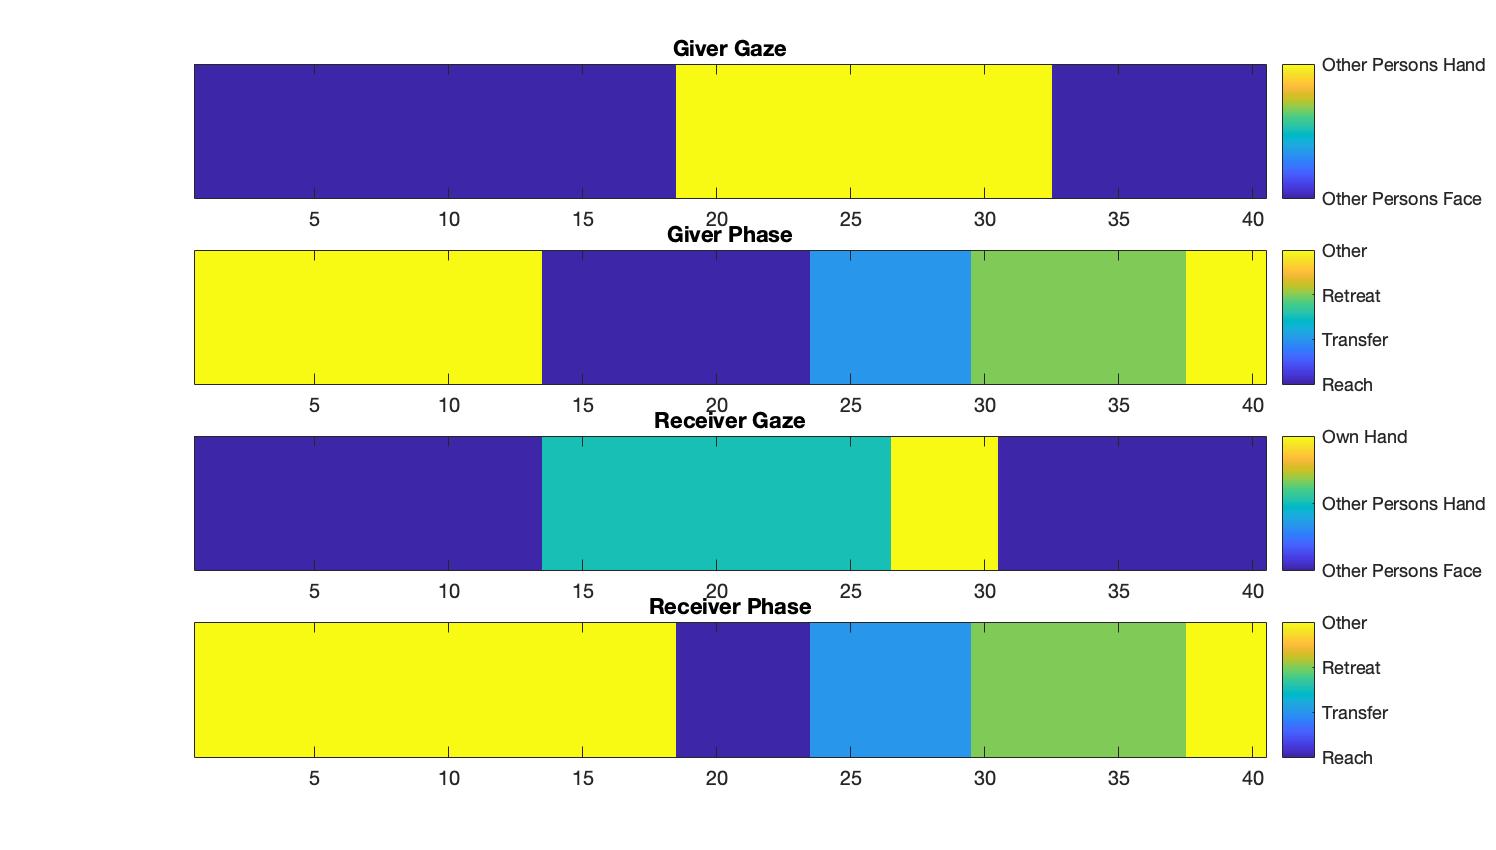 Giver Gaze
Other Persons Hand
Other Persons Face
5 10 15 20 25 30 35 40
Giver Phase
Other
Retreat
Transfer
Reach
5 10 15 20 25 30 35 40
Receiver Gaze
Own Hand
Other Persons Hand
Other Persons Face
5 10 15 20 25 30 35 40
Receiver Phase
Other
Retreat
Transfer
Reach
5 10 15 20 25 30 35 40